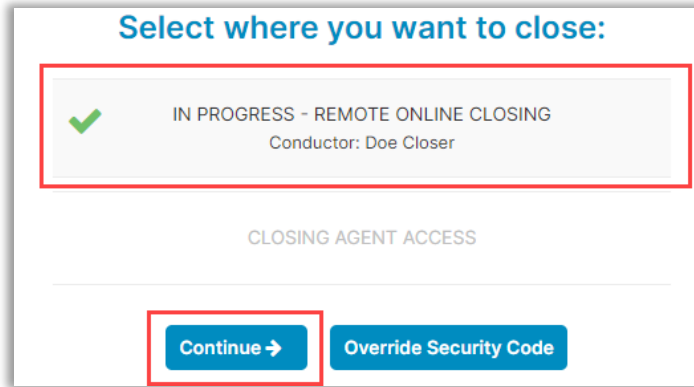 Select where you want to close:
IN PROGRESS - REMOTE ONLINE CLOSING
Conductor: Doe Closer
CLOSING AGENT ACCESS
Continue →
Override Security Code